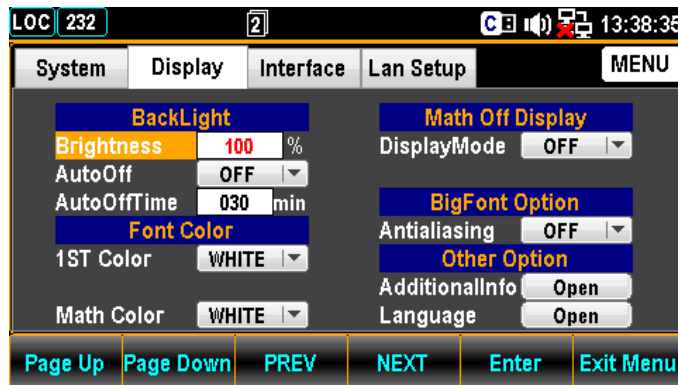 LOC 232 2 C 13:38:35
System Display Interface Lan Setup MENU
BackLight
Brightness 100 %
AutoOff OFF
AutoOffTime 030 min
Font Color
1ST Color WHITE
Math Color WHITE
Math Off Display
DisplayMode OFF
BigFont Option
Antialiasing OFF
Other Option
AdditionalInfo Open
Language Open
Page Up Page Down PREV NEXT Enter Exit Menu